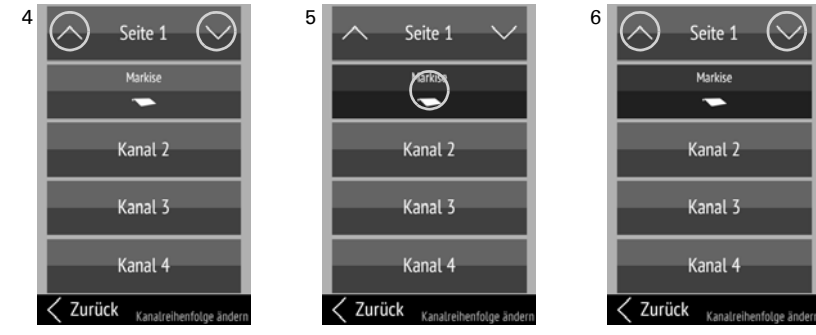 4
Seite 1
Markise
Kanal 2
Kanal 3
Kanal 4
Zurück Kanalreihenfolge ändern
5
Seite 1
Markise
Kanal 2
Kanal 3
Kanal 4
Zurück Kanalreihenfolge ändern
6
Seite 1
Markise
Kanal 2
Kanal 3
Kanal 4
Zurück Kanalreihenfolge ändern